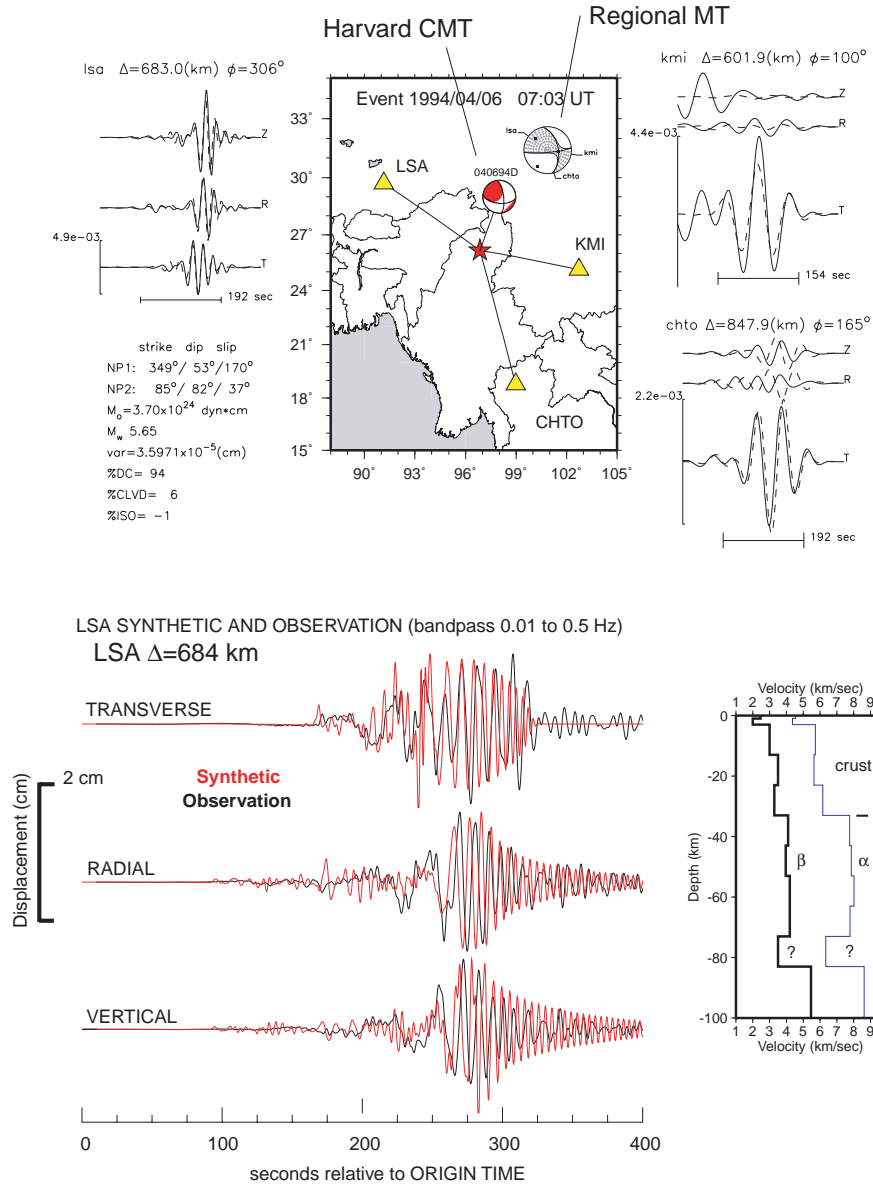 Harvard CMT
Regional MT
lsa Δ=683.0(km) ϕ=306°
Z
R
4.9e-03
T
192 sec
Event 1994/04/06 07:03 UT
33°
30°
27°
24°
21°
18°
15°
90°
93°
96°
99°
102°
105°
lsa
kmi
chto
040694D
LSA
KMI
CHTO
kmi Δ=601.9(km) ϕ=100°
Z
R
4.4e-03
T
154 sec
chto Δ=847.9(km) ϕ=165°
Z
R
2.2e-03
T
192 sec
strike dip slip
NP1: 349°/ 53°/170°
NP2: 85°/ 82°/ 37°
Mo=3.70x10^24 dyn*cm
Mw 5.65
var=3.5971x10^-5(cm)
%DC= 94
%CLVD= 6
%ISO= -1
LSA SYNTHETIC AND OBSERVATION (bandpass 0.01 to 0.5 Hz)
LSA Δ=684 km
TRANSVERSE
2 cm
Synthetic
Observation
Displacement (cm)
RADIAL
VERTICAL
0 100 200 300 400
seconds relative to ORIGIN TIME
Velocity (km/sec)
1 2 3 4 5 6 7 8 9
0
-20
-40
-60
-80
-100
Depth (km)
crust
β
α
? ?
1 2 3 4 5 6 7 8 9
Velocity (km/sec)